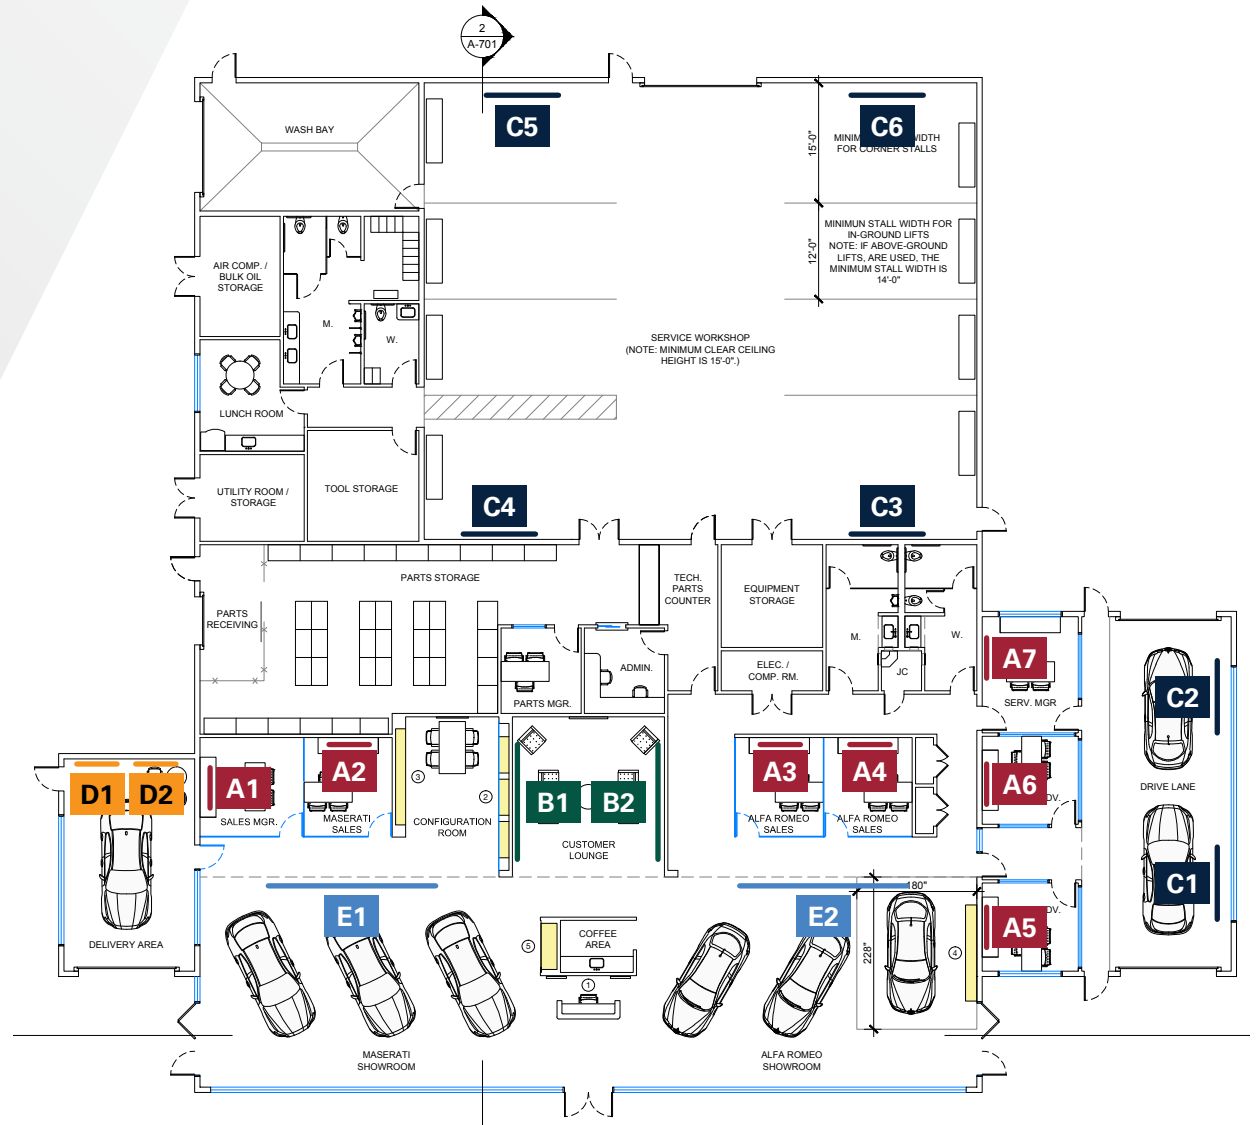 2
A-701
C5
C6
WASH BAY
15'-0"
MINIM
WIDTH
FOR CORNER STALLS
12'-0"
MINIMUN STALL WIDTH FOR
IN-GROUND LIFTS
NOTE: IF ABOVE-GROUND
LIFTS, ARE USED, THE
MINIMUM STALL WIDTH IS
14'-0"
AIR COMP. /
BULK OIL
STORAGE
M.
W.
SERVICE WORKSHOP
(NOTE: MINIMUM CLEAR CEILING
HEIGHT IS 15'-0".)
LUNCH ROOM
UTILITY ROOM /
STORAGE
TOOL STORAGE
C4
C3
PARTS STORAGE
TECH.
PARTS
COUNTER
EQUIPMENT
STORAGE
PARTS
RECEIVING
M.
W.
ADMIN.
ELEC. /
COMP. RM.
JC
PARTS MGR.
A7
SERV. MGR
C2
A1
SALES MGR.
A2
MASERATI
SALES
3
2
CONFIGURATION
ROOM
B1
B2
CUSTOMER
LOUNGE
A3
ALFA ROMEO
SALES
A4
ALFA ROMEO
SALES
A6
DV.
DRIVE LANE
D1
D2
DELIVERY AREA
E1
E2
180"
C1
A5
DV.
COFFEE
AREA
5
1
228"
4
MASERATI
SHOWROOM
ALFA ROMEO
SHOWROOM